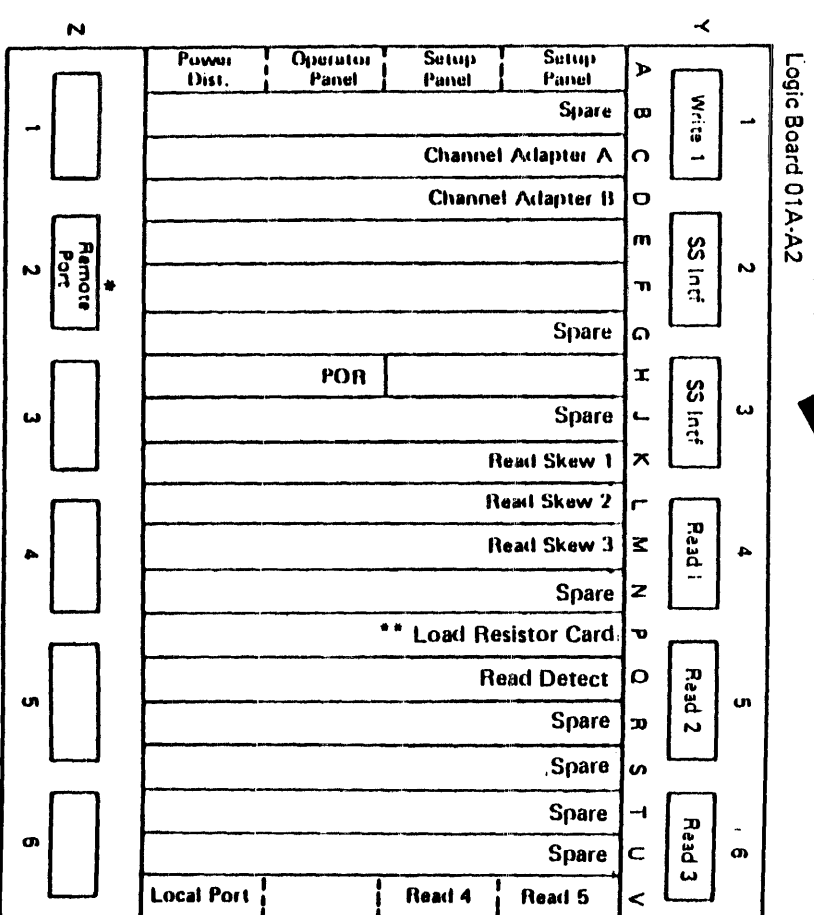 Logic Board 01A-A2
Z
Y
Power Dist.
Operator Panel
Setup Panel
Setup Panel
A
Spare
B
Channel Adapter A
C
Channel Adapter B
D
E
F
Spare
G
POR
H
Spare
J
Read Skew 1
K
Read Skew 2
L
Read Skew 3
M
Spare
N
** Load Resistor Card
P
Read Detect
Q
Spare
R
Spare
S
Spare
T
Spare
U
Local Port
Read 4
Read 5
V
1
2
Remote
Port
*
3
4
5
6
Write 1
1
SS Intf
2
SS Intf
3
Read 1
4
Read 2
5
Read 3
6